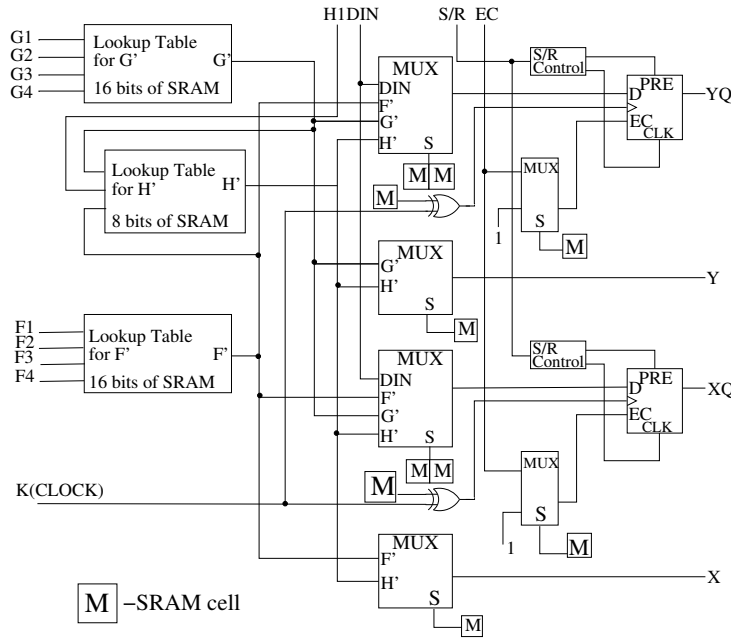 H1DIN S/R EC
G1
G2
G3
G4
Lookup Table
for G’
G’
16 bits of SRAM
MUX
DIN
F’
G’
H’
S
M M
S/R
Control
PRE
D
EC
CLK
YQ
Lookup Table
for H’
H’
8 bits of SRAM
M
MUX
1
S
M
MUX
G’
H’
S
M
Y
F1
F2
F3
F4
Lookup Table
for F’
F’
16 bits of SRAM
MUX
DIN
F’
G’
H’
S
M M
S/R
Control
PRE
D
EC
CLK
XQ
K(CLOCK)
M
MUX
S
1
M
MUX
F’
H’
S
M
X
M –SRAM cell